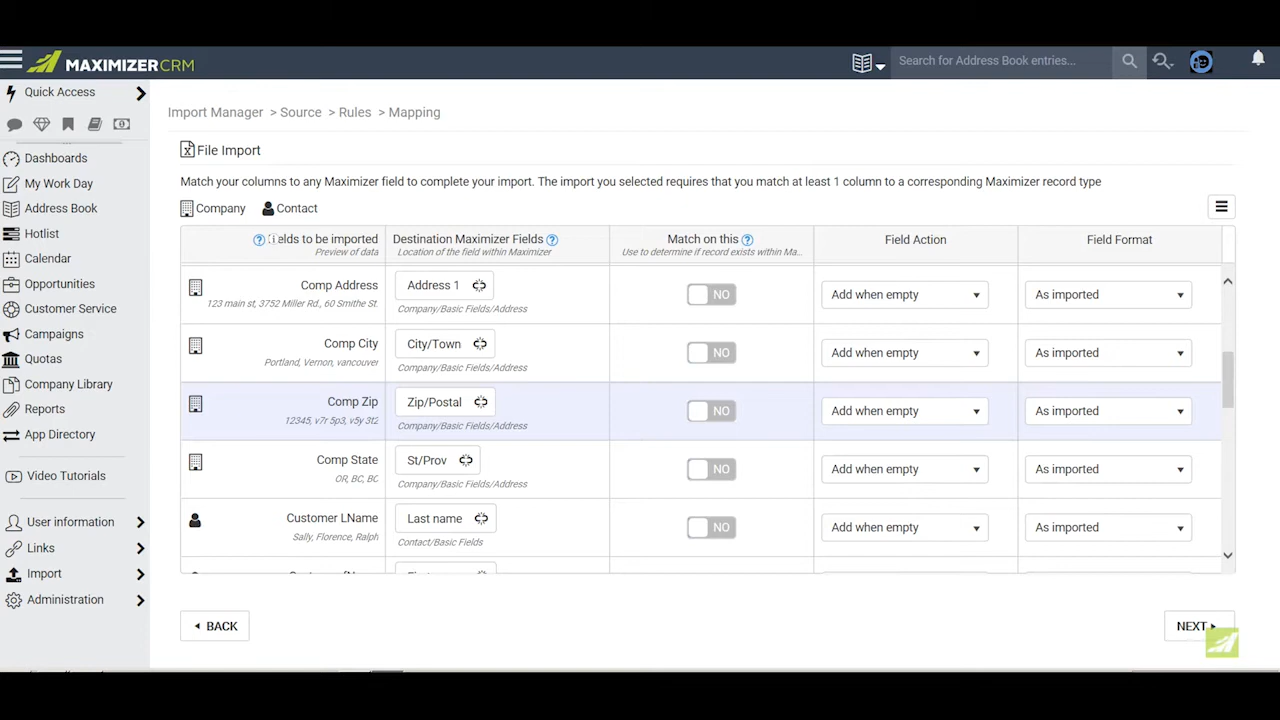 MAXIMIZERCRM
Search for Address Book entries...
Quick Access
Dashboards
My Work Day
Address Book
Hotlist
Calendar
Opportunities
Customer Service
Campaigns
Quotas
Company Library
Reports
App Directory
Video Tutorials
User information
Links
Import
Administration
Import Manager > Source > Rules > Mapping
File Import
Match your columns to any Maximizer field to complete your import. The import you selected requires that you match at least 1 column to a corresponding Maximizer record type
Company Contact
ields to be imported
Preview of data
Destination Maximizer Fields
Location of the field within Maximizer
Match on this
Use to determine if record exists within Ma...
Field Action
Field Format
Comp Address
123 main st, 3752 Miller Rd., 60 Smithe St.
Address 1
Company/Basic Fields/Address
NO
Add when empty
As imported
Comp City
Portland, Vernon, vancouver
City/Town
Company/Basic Fields/Address
NO
Add when empty
As imported
Comp Zip
12345, v7r 5p3, v5y 3t2
Zip/Postal
Company/Basic Fields/Address
NO
Add when empty
As imported
Comp State
OR, BC, BC
St/Prov
Company/Basic Fields/Address
NO
Add when empty
As imported
Customer LName
Sally, Florence, Ralph
Last name
Contact/Basic Fields
NO
Add when empty
As imported
BACK
NEXT